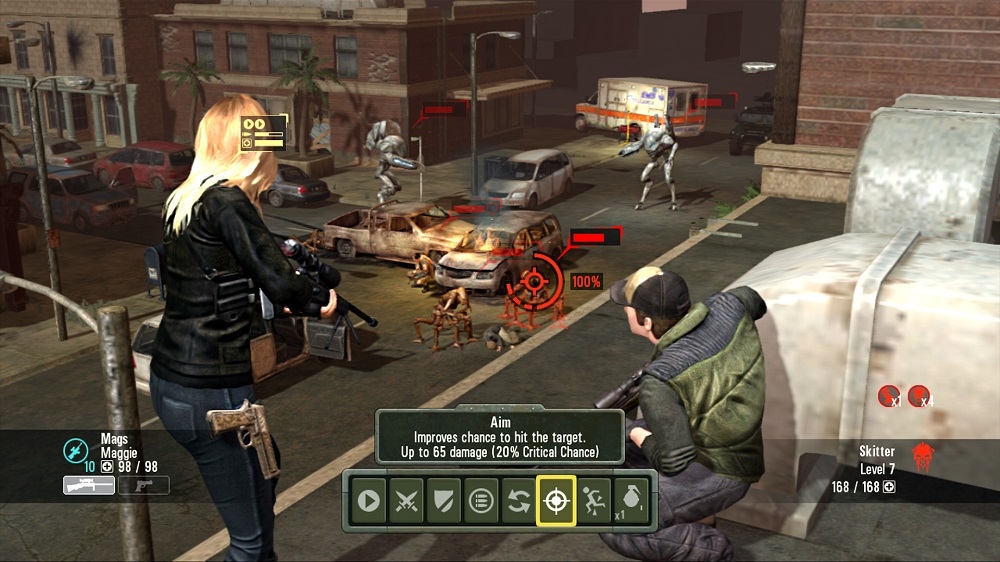 100%
x1
x4
Aim
Improves chance to hit the target.
Up to 65 damage (20% Critical Chance)
Mags
Maggie
10
98 / 98
Skitter
Level 7
168 / 168
x1